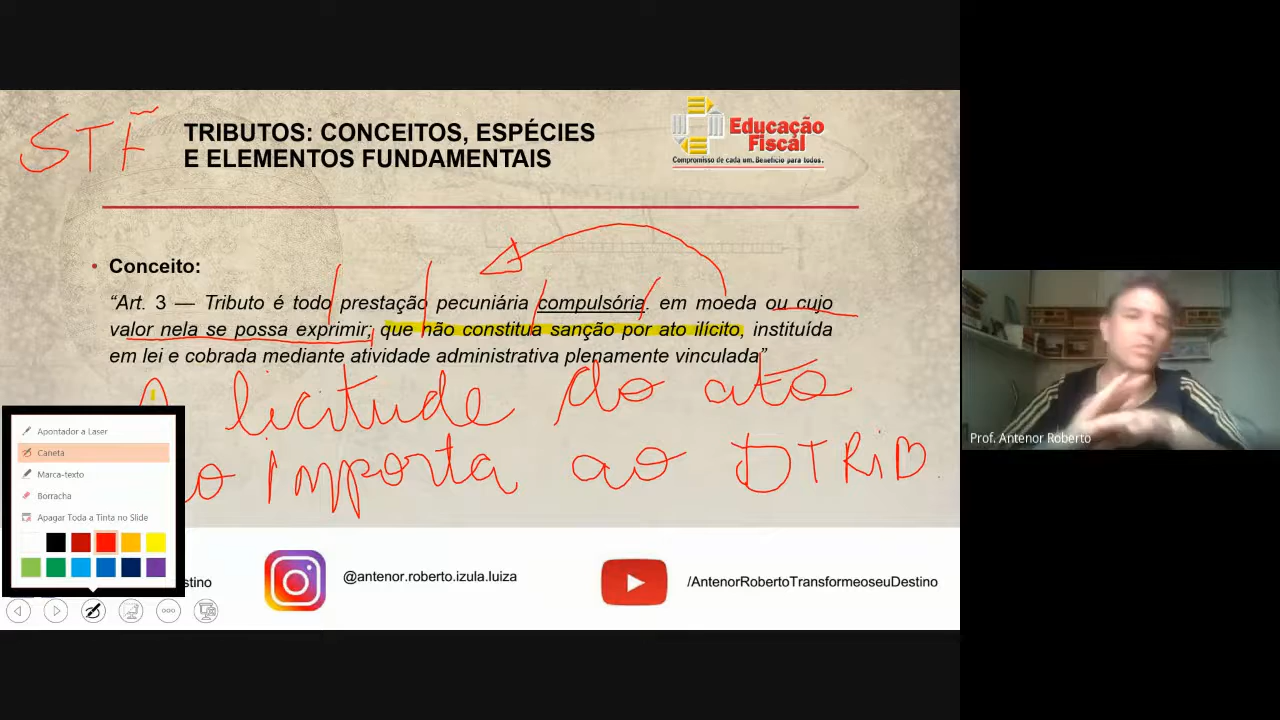 STF
TRIBUTOS: CONCEITOS, ESPÉCIES
E ELEMENTOS FUNDAMENTAIS
Educação
Fiscal
Compromisso de cada um. Benefício para todos.
• Conceito:
“Art. 3 — Tributo é todo prestação pecuniária compulsória. em moeda ou cujo
valor nela se possa exprimir; que não constitua sanção por ato ilícito, instituída
em lei e cobrada mediante atividade administrativa plenamente vinculada”
A licitude do ato
o importa ao DTRIB.
Apontador a Laser
Caneta
Marca-texto
Borracha
Apagar Toda a Tinta no Slide
Prof. Antenor Roberto
stino
@antenor.roberto.izula.luiza
/AntenorRobertoTransformeoseuDestino